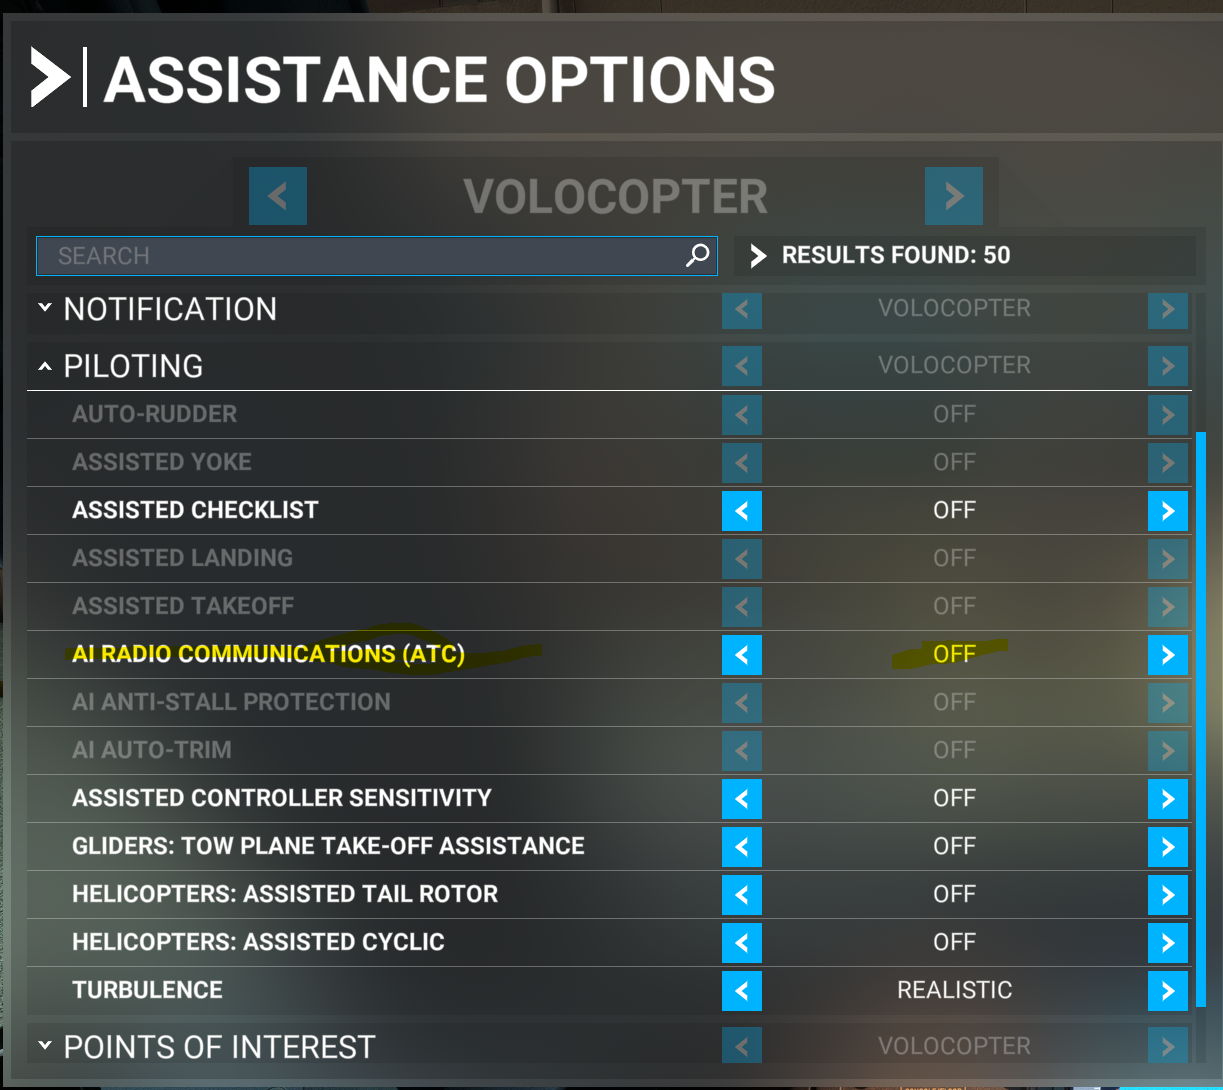 ASSISTANCE OPTIONS
VOLOCOPTER
SEARCH
RESULTS FOUND: 50
NOTIFICATION VOLOCOPTER
PILOTING VOLOCOPTER
AUTO-RUDDER OFF
ASSISTED YOKE OFF
ASSISTED CHECKLIST OFF
ASSISTED LANDING OFF
ASSISTED TAKEOFF OFF
AI RADIO COMMUNICATIONS (ATC) OFF
AI ANTI-STALL PROTECTION OFF
AI AUTO-TRIM OFF
ASSISTED CONTROLLER SENSITIVITY OFF
GLIDERS: TOW PLANE TAKE-OFF ASSISTANCE OFF
HELICOPTERS: ASSISTED TAIL ROTOR OFF
HELICOPTERS: ASSISTED CYCLIC OFF
TURBULENCE REALISTIC
POINTS OF INTEREST VOLOCOPTER